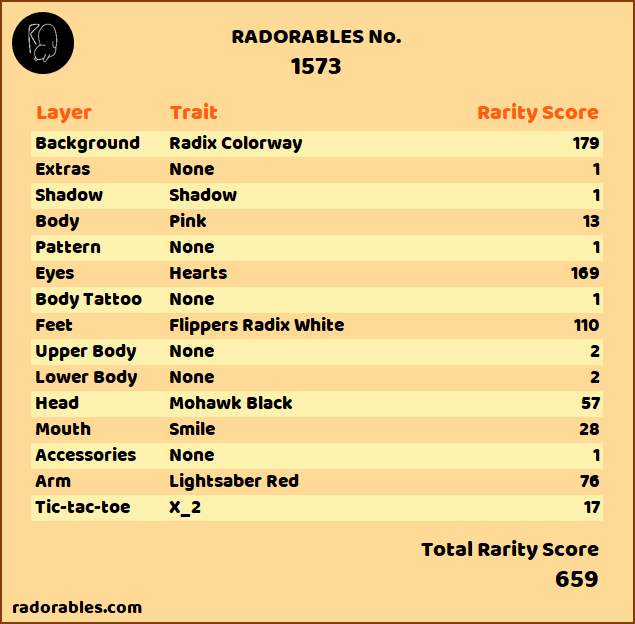 RADORABLES No.
1573
Layer Trait Rarity Score
Background Radix Colorway 179
Extras None 1
Shadow Shadow 1
Body Pink 13
Pattern None 1
Eyes Hearts 169
Body Tattoo None 1
Feet Flippers Radix White 110
Upper Body None 2
Lower Body None 2
Head Mohawk Black 57
Mouth Smile 28
Accessories None 1
Arm Lightsaber Red 76
Tic-tac-toe X_2 17
Total Rarity Score
659
radorables.com